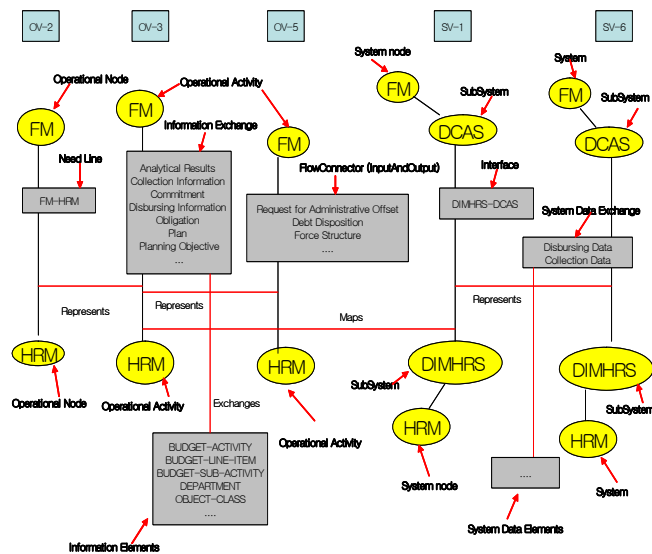 OV-2
OV-3
OV-5
SV-1
SV-6
System node
System
Operational Node
Operational Activity
FM
FM
SubSystem
SubSystem
FM
Information Exchange
FM
DCAS
FM
DCAS
Need Line
Analytical Results
Collection Information
Commitment
Disbursing Information
Obligation
Plan
Planning Objective
....
FlowConnector (InputAndOutput)
Interface
FM-HRM
Request for Administrative Offset
Debt Disposition
Force Structure
....
DIMHRS-DCAS
System Data Exchange
Disbursing Data
Collection Data
Represents
Represents
Represents
Maps
HRM
HRM
HRM
DIMHRS
DIMHRS
SubSystem
Operational Node
Operational Activity
Exchanges
SubSystem
Operational Activity
HRM
HRM
BUDGET-ACTIVITY
BUDGET-LINE-ITEM
BUDGET-SUB-ACTIVITY
DEPARTMENT
OBJECT-CLASS
....
....
System node
System
Information Elements
System Data Elements